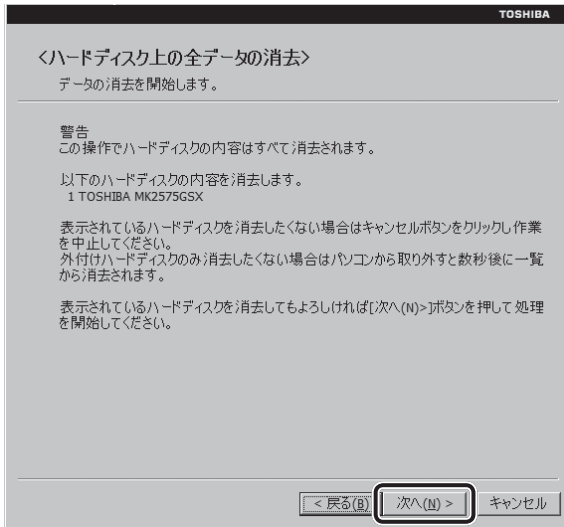 TOSHIBA
<ハードディスク上の全データの消去>
データの消去を開始します。
警告
この操作でハードディスクの内容はすべて消去されます。
以下のハードディスクの内容を消去します。
1 TOSHIBA MK2575GSX
表示されているハードディスクを消去したくない場合はキャンセルボタンをクリックし作業
を中止してください。
外付けハードディスクのみ消去したくない場合はパソコンから取り外すと数秒後に一覧
から消去されます。
表示されているハードディスクを消去してもよろしければ[次へ(N)>]ボタンを押して処理
を開始してください。
< 戻る(B) 次へ(N) > キャンセル